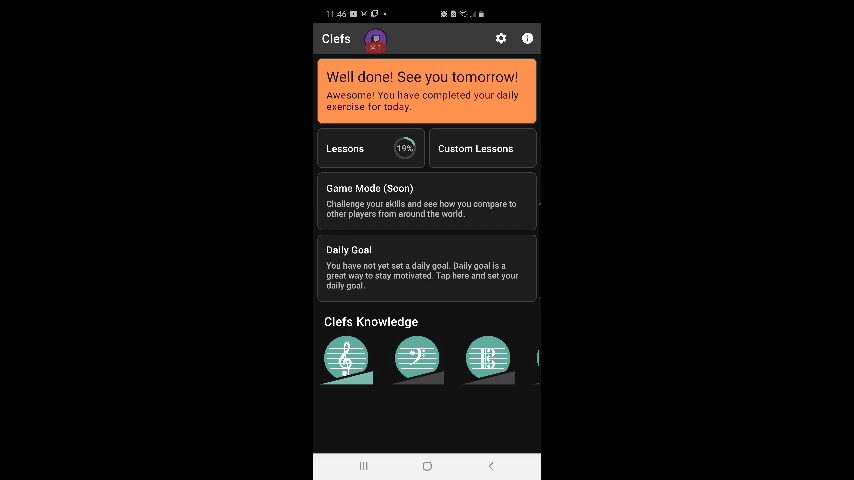 11.46
Clefs
1
Well done! See you tomorrow!
Awesome! You have completed your daily
exercise for today.
Lessons
19%
Custom Lessons
Game Mode (Soon)
Challenge your skills and see how you compare to
other players from around the world.
Daily Goal
You have not yet set a daily goal. Daily goal is a
great way to stay motivated. Tap here and set your
daily goal.
Clefs Knowledge